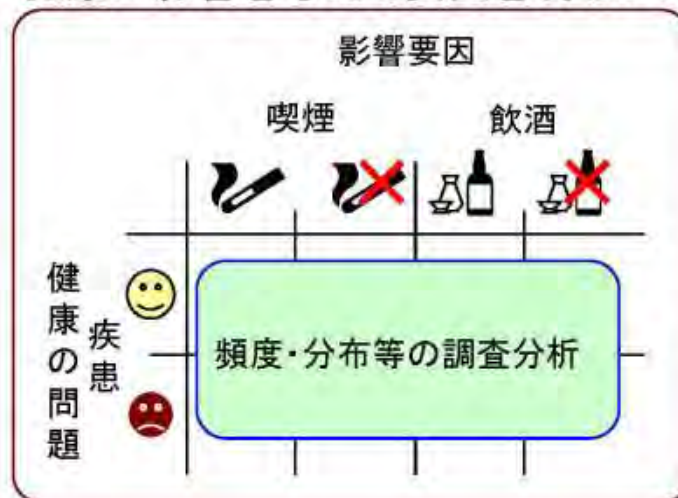 影響要因
喫煙
飲酒
健康の問題
疾患
頻度・分布等の調査分析